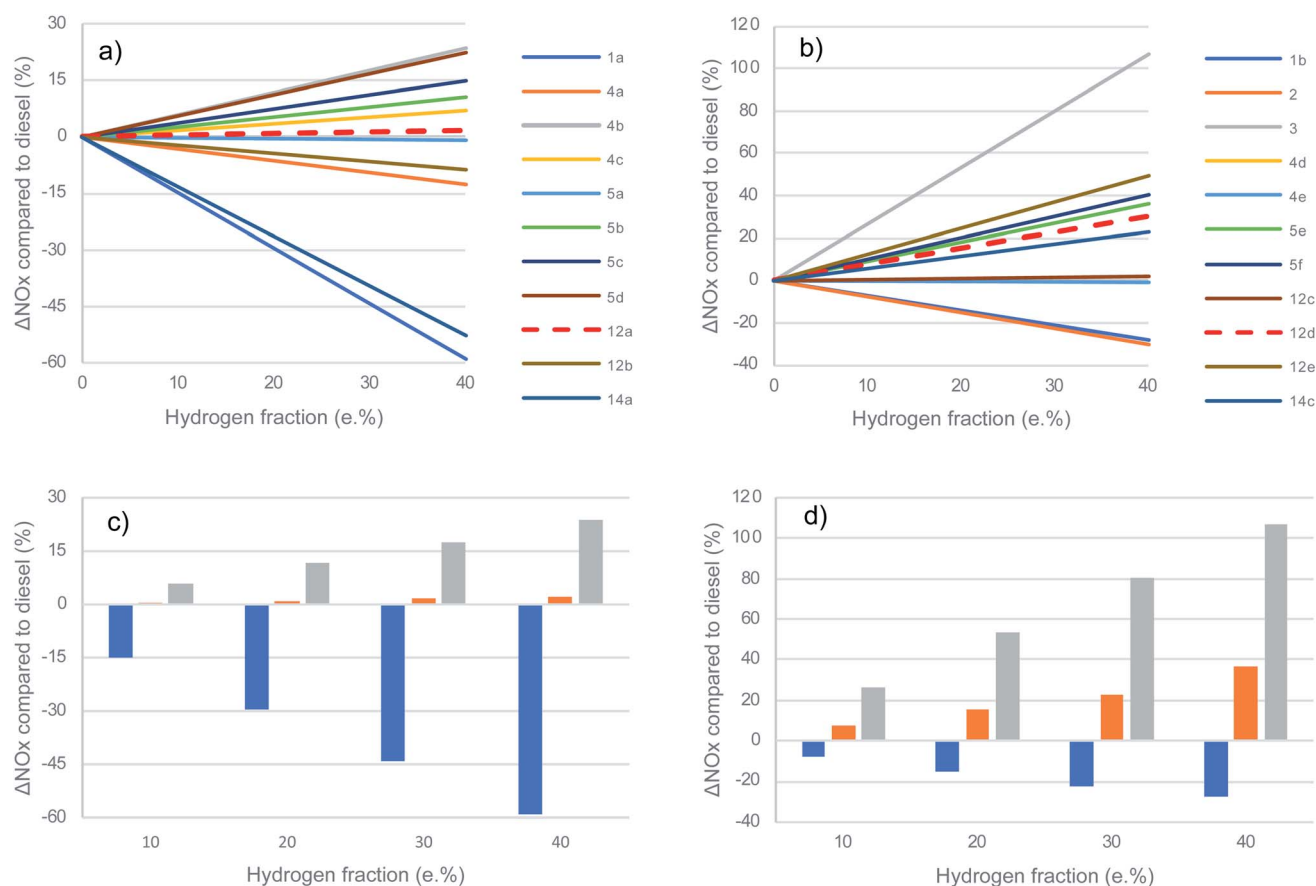 a)
ΔNOx compared to diesel (%)
30
15
0
-15
-30
-45
-60
0 10 20 30 40
Hydrogen fraction (e.%)
1a
4a
4b
4c
5a
5b
5c
5d
12a
12b
14a
b)
ΔNOx compared to diesel (%)
120
100
80
60
40
20
0
-20
-40
0 10 20 30 40
Hydrogen fraction (e.%)
1b
2
3
4d
4e
5e
5f
12c
12d
12e
14c
c)
ΔNOx compared to diesel (%)
30
15
0
-15
-30
-45
-60
10 20 30 40
Hydrogen fraction (e.%)
d)
ΔNOx compared to diesel (%)
120
100
80
60
40
20
0
-20
-40
10 20 30 40
Hydrogen fraction (e.%)